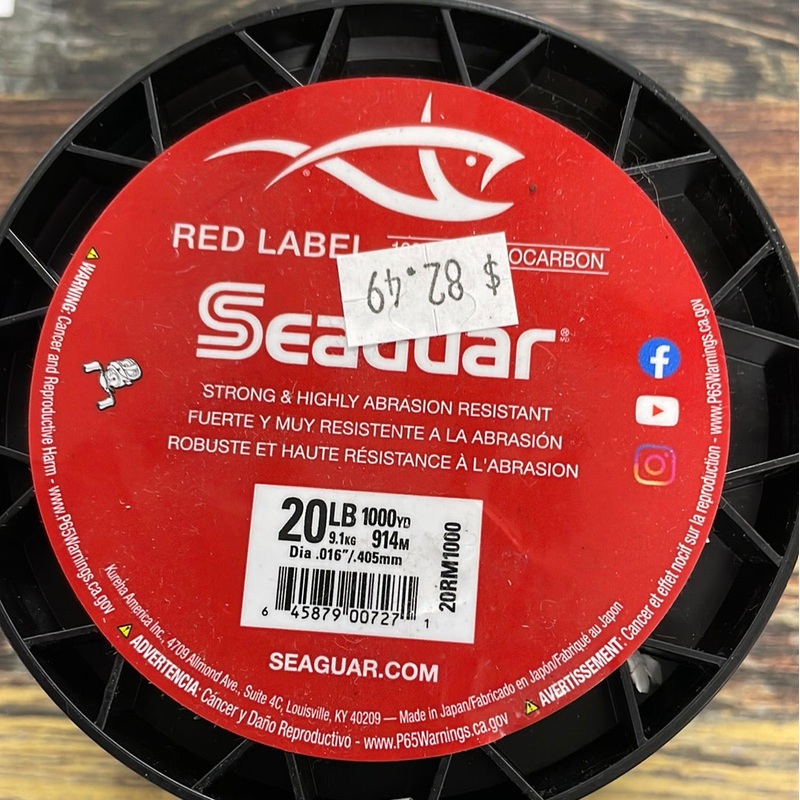 RED LABEL
OCARBON
$ 82.49
Seaguar®
STRONG & HIGHLY ABRASION RESISTANT
FUERTE Y MUY RESISTENTE A LA ABRASIÓN
ROBUSTE ET HAUTE RÉSISTANCE À L'ABRASION
20LB 1000YD
9.1KG 914M
Dia .016"/.405mm
20RM1000
6 45879 00727 1
SEAGUAR.COM
WARNING: Cancer and Reproductive Harm - www.P65Warnings.ca.gov
Kureha America Inc., 4709 Allmond Ave., Suite 4C, Louisville, KY 40209 — Made in Japan/Fabricado en Japón/Fabriqué au Japon
ADVERTENCIA: Cáncer y Daño Reproductivo - www.P65Warnings.ca.gov
AVERTISSEMENT: Cancer et effet nocif sur la reproduction - www.P65Warnings.ca.gov